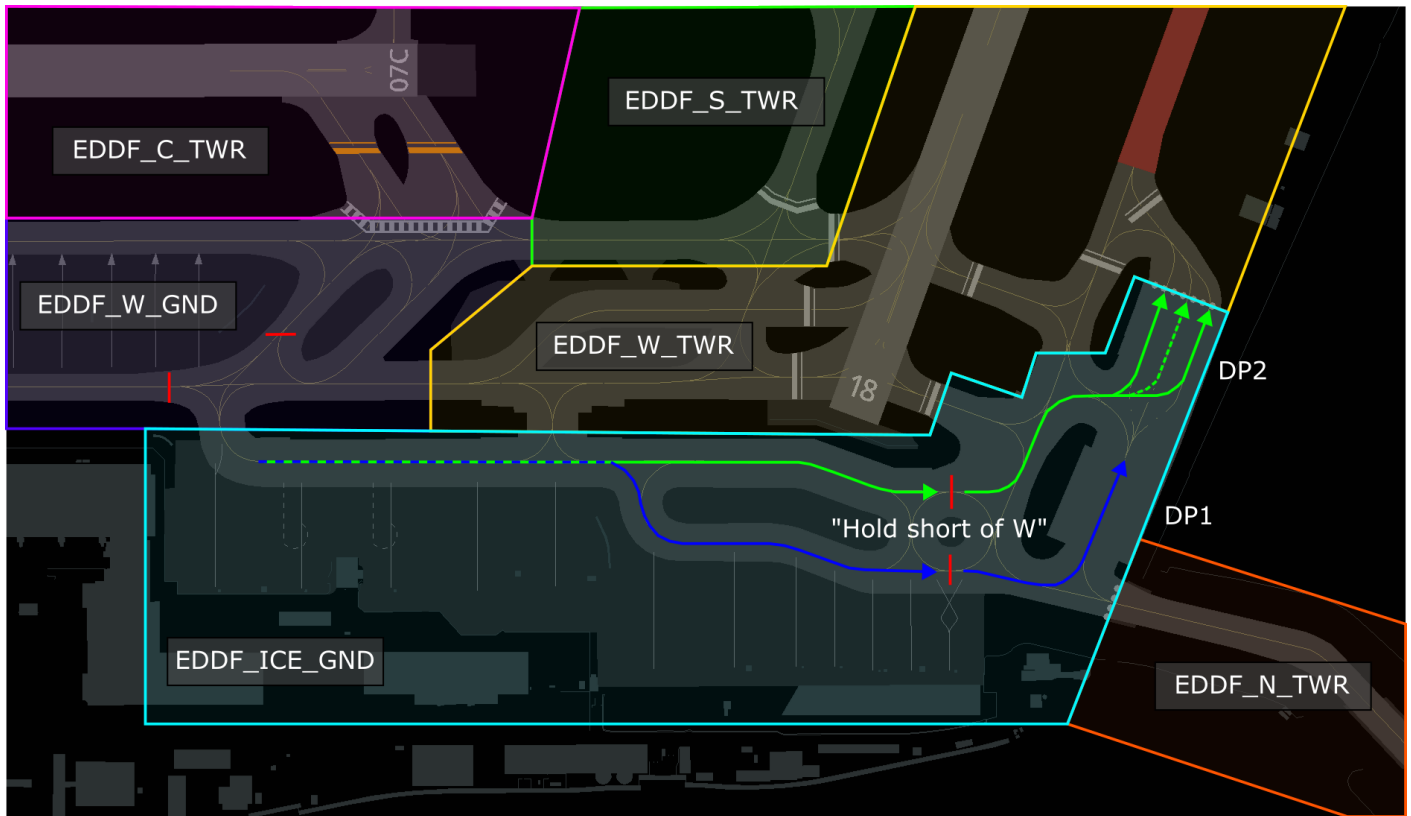 07C
EDDF_S_TWR
EDDF_C_TWR
EDDF_W_GND
EDDF_W_TWR
18
DP2
"Hold short of W"
DP1
EDDF_ICE_GND
EDDF_N_TWR